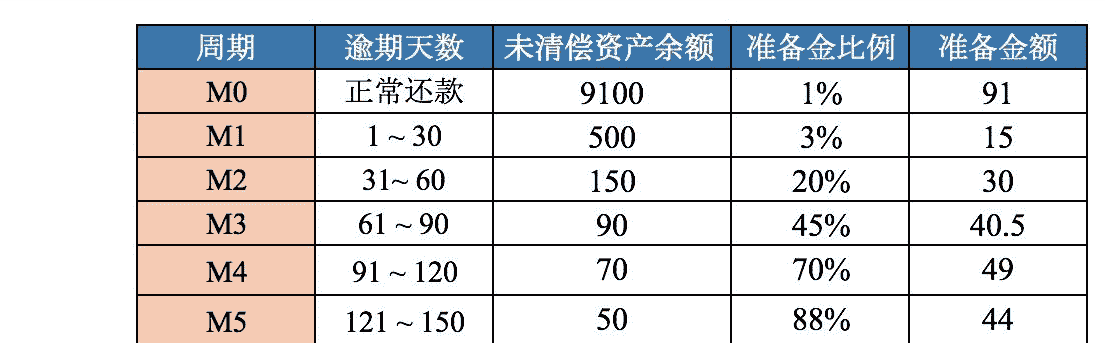 周期 逾期天数 未清偿资产余额 准备金比例 准备金额
M0 正常还款 9100 1% 91
M1 1 ~ 30 500 3% 15
M2 31~ 60 150 20% 30
M3 61 ~ 90 90 45% 40.5
M4 91 ~ 120 70 70% 49
M5 121 ~ 150 50 88% 44